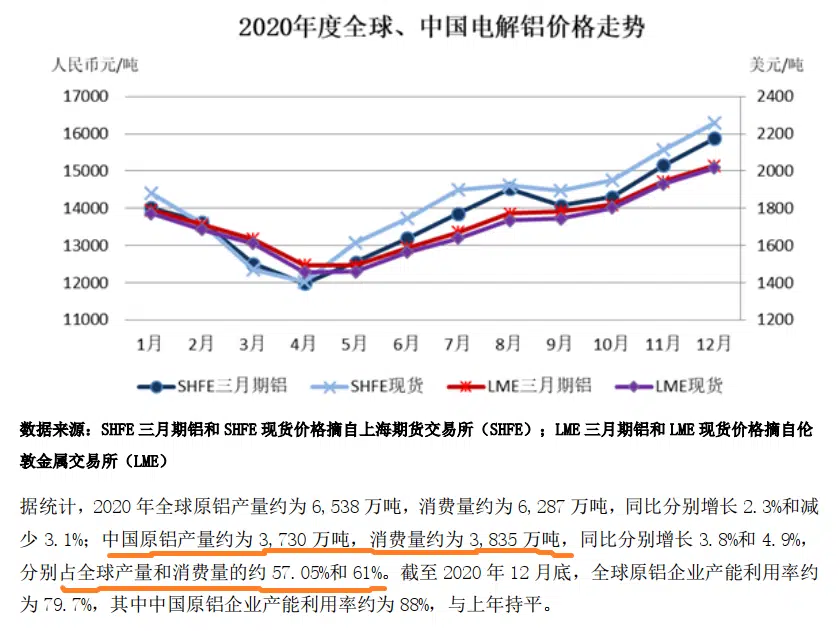 2020年度全球、中国电解铝价格走势
人民币元/吨 美元/吨
17000 2400
16000 2200
15000 2000
14000 1800
13000 1600
12000 1400
11000 1200
1月 2月 3月 4月 5月 6月 7月 8月 9月 10月 11月 12月
SHFE三月期铝 SHFE现货 LME三月期铝 LME现货
数据来源：SHFE 三月期铝和 SHFE 现货价格摘自上海期货交易所（SHFE）；LME 三月期铝和 LME 现货价格摘自伦
敦金属交易所（LME）
据统计，2020 年全球原铝产量约为 6,538 万吨，消费量约为 6,287 万吨，同比分别增长 2.3%和减
少 3.1%；中国原铝产量约为 3,730 万吨，消费量约为 3,835 万吨，同比分别增长 3.8%和 4.9%，
分别占全球产量和消费量的约 57.05%和 61%。截至 2020 年 12 月底，全球原铝企业产能利用率约
为 79.7%，其中中国原铝企业产能利用率约为 88%，与上年持平。